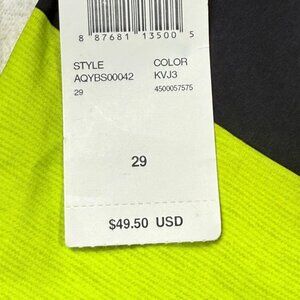 8 87681 13500 5
STYLE COLOR
AQYBS00042 KVJ3
29 4500057575
29
$49.50 USD